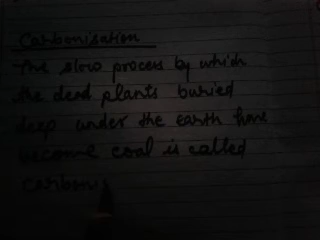 Carbonisation
The slow process by which
the dead plants buried
deep under the earth have
become coal is called
carbonis